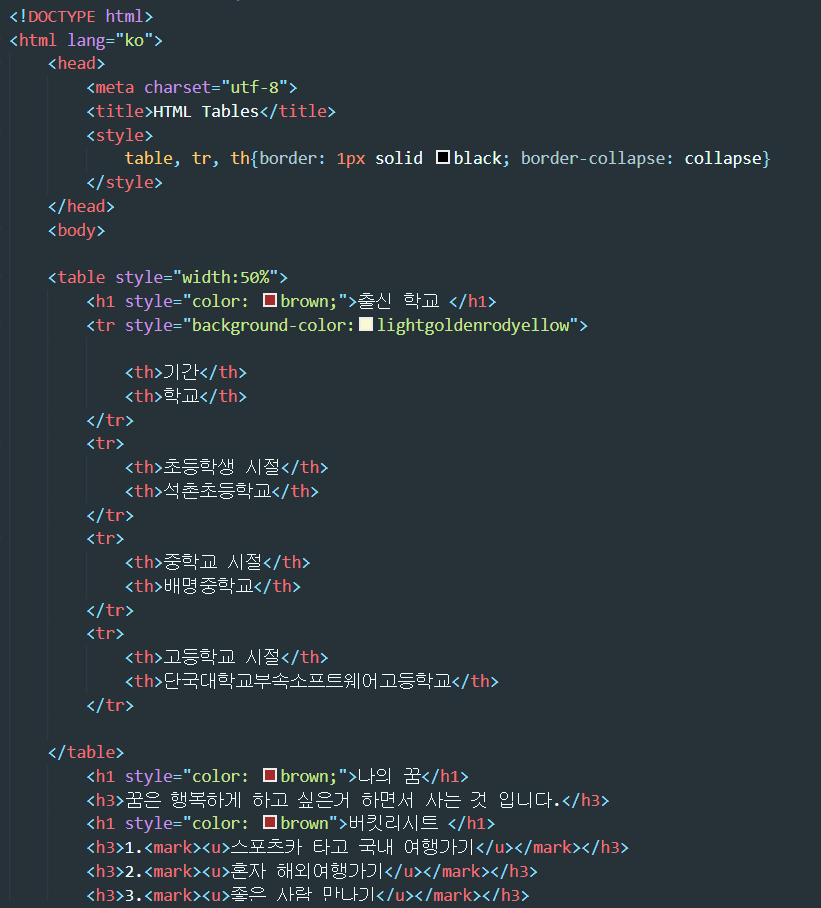 <!DOCTYPE html>
<html lang="ko">
<head>
<meta charset="utf-8">
<title>HTML Tables</title>
<style>
table, tr, th{border: 1px solid black; border-collapse: collapse}
</style>
</head>
<body>
<table style="width:50%">
<h1 style="color: brown;">출신 학교 </h1>
<tr style="background-color:lightgoldenrodyellow">
<th>기간</th>
<th>학교</th>
</tr>
<tr>
<th>초등학생 시절</th>
<th>석촌초등학교</th>
</tr>
<tr>
<th>중학교 시절</th>
<th>배명중학교</th>
</tr>
<tr>
<th>고등학교 시절</th>
<th>단국대학교부속소프트웨어고등학교</th>
</tr>
</table>
<h1 style="color: brown;">나의 꿈</h1>
<h3>꿈은 행복하게 하고 싶은거 하면서 사는 것 입니다.</h3>
<h1 style="color: brown">버킷리시트 </h1>
<h3>1.<mark><u>스포츠카 타고 국내 여행가기</u></mark></h3>
<h3>2.<mark><u>혼자 해외여행가기</u></mark></h3>
<h3>3.<mark><u>좋은 사람 만나기</u></mark></h3>